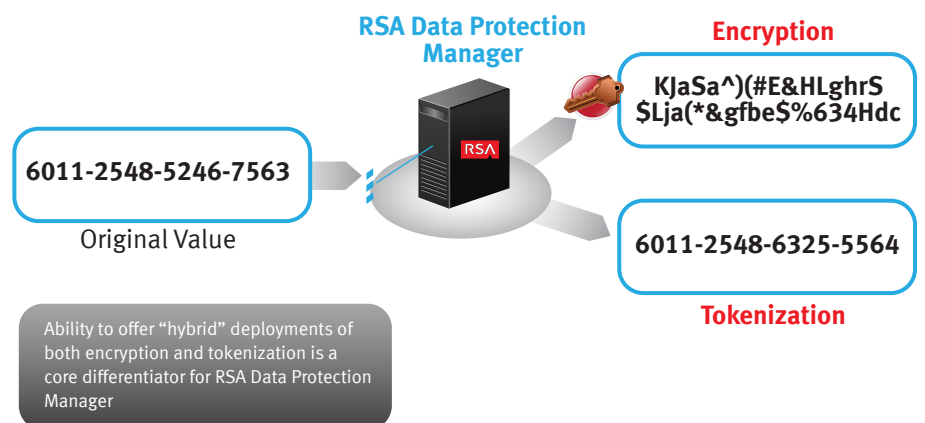 RSA Data Protection
Manager
Encryption
KJaSa^)(#E&HLghrS
$Lja(*&gfbe$%634Hdc
RSA
6011-2548-5246-7563
Original Value
6011-2548-6325-5564
Tokenization
Ability to offer “hybrid” deployments of
both encryption and tokenization is a
core differentiator for RSA Data Protection
Manager